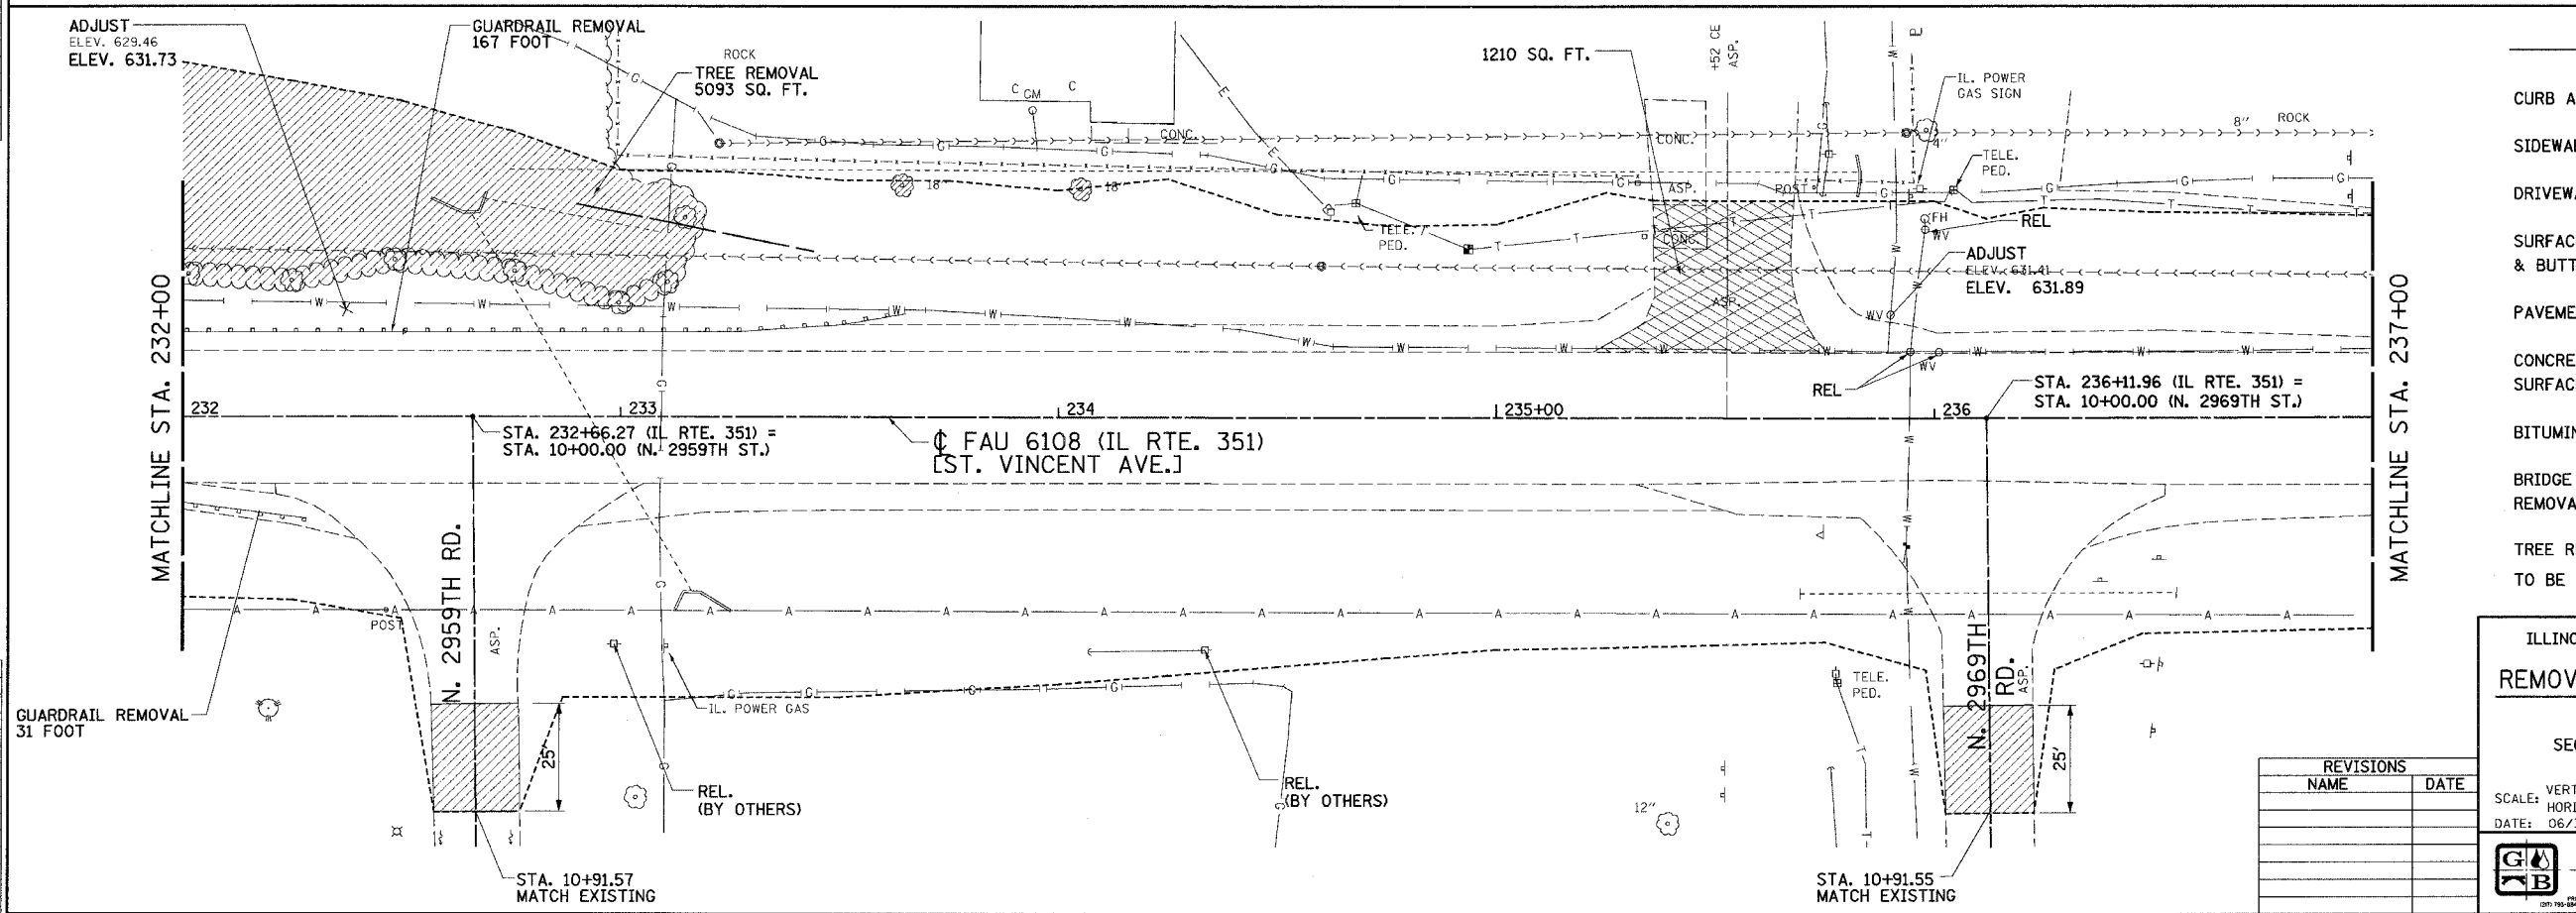 ADJUST
ELEV. 629.46
ELEV. 631.73
GUARDRAIL REMOVAL
167 FOOT
ROCK
TREE REMOVAL
5093 SQ. FT.
C GM C
CONC.
1210 SQ. FT.
+52 CE
ASP.
IL. POWER
GAS SIGN
8" ROCK
CONC.
4"
TELE.
PED.
18"
18"
ASP.
POST
TELE.
PED.
CONC.
FH
WV
REL
ADJUST
ELEV. 631.41
ELEV. 631.89
ASP.
WV
WV
REL
MATCHLINE STA. 232+00
MATCHLINE STA. 237+00
232
233
234
235+00
236
STA. 232+66.27 (IL RTE. 351) =
STA. 10+00.00 (N. 2959TH ST.)
℄ FAU 6108 (IL RTE. 351)
[ST. VINCENT AVE.]
STA. 236+11.96 (IL RTE. 351) =
STA. 10+00.00 (N. 2969TH ST.)
N. 2959TH RD.
ASP.
POST
N. 2969TH
RD.
ASP.
TELE.
PED.
GUARDRAIL REMOVAL
31 FOOT
IL. POWER GAS
25'
25'
REL.
(BY OTHERS)
REL.
(BY OTHERS)
12"
STA. 10+91.57
MATCH EXISTING
STA. 10+91.55
MATCH EXISTING
CURB A
SIDEWA
DRIVEW
SURFAC
& BUTT
PAVEME
CONCRE
SURFAC
BITUMIN
BRIDGE
REMOVA
TREE R
TO BE
ILLINO
REMOV
SE
REVISIONS
NAME DATE
SCALE: VERT
HORI
DATE: 06/
G
B